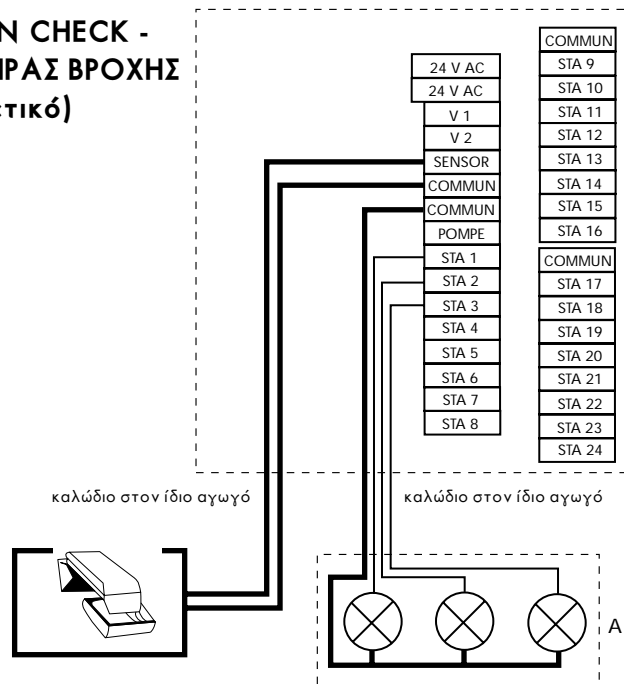 N CHECK -
ΗΡΑΣ ΒΡΟΧΗΣ
ετικό)
24 V AC
24 V AC
V 1
V 2
SENSOR
COMMUN
COMMUN
POMPE
STA 1
STA 2
STA 3
STA 4
STA 5
STA 6
STA 7
STA 8
COMMUN
STA 9
STA 10
STA 11
STA 12
STA 13
STA 14
STA 15
STA 16
COMMUN
STA 17
STA 18
STA 19
STA 20
STA 21
STA 22
STA 23
STA 24
καλώδιο στον ίδιο αγωγό
καλώδιο στον ίδιο αγωγό
A